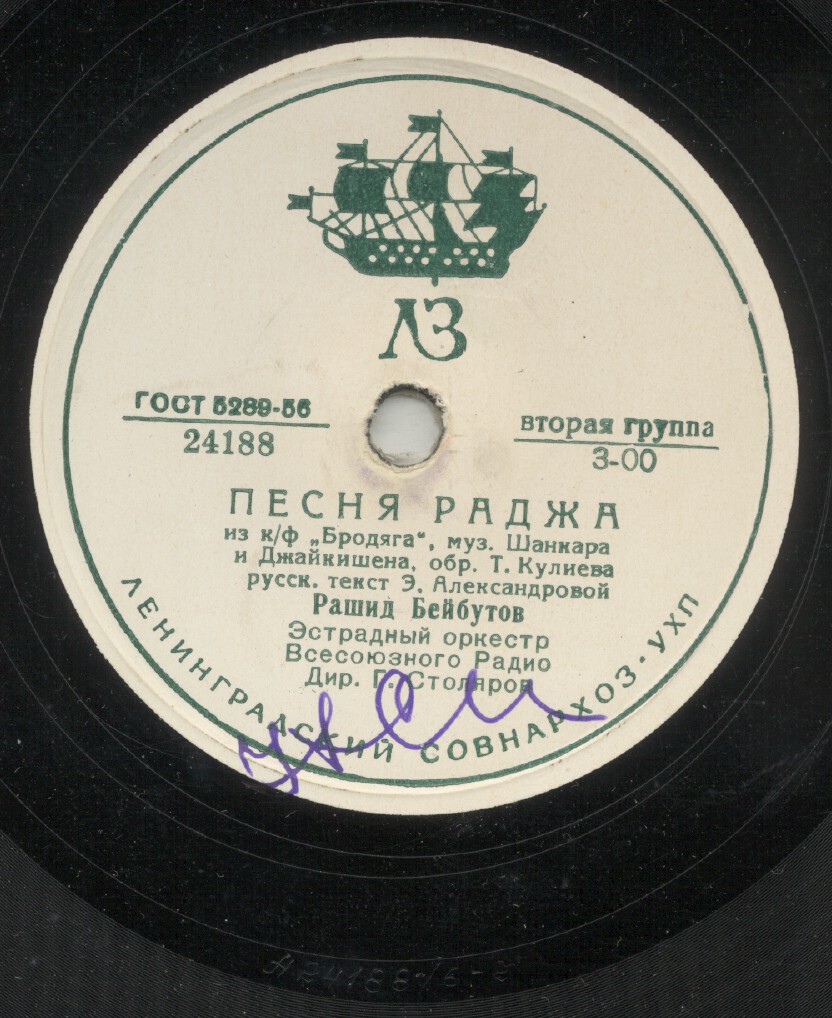 ЛЗ
ГОСТ 5289-56
24188
вторая группа
3-00
ПЕСНЯ РАДЖА
из к/ф „Бродяга“, муз. Шанкара
и Джайкишена, обр. Т. Кулиева
русск. текст Э. Александровой
Рашид Бейбутов
Эстрадный оркестр
Всесоюзного Радио
Дир. Г. Столяров
ЛЕНИНГРАДСКИЙ СОВНАРХОЗ · УХП